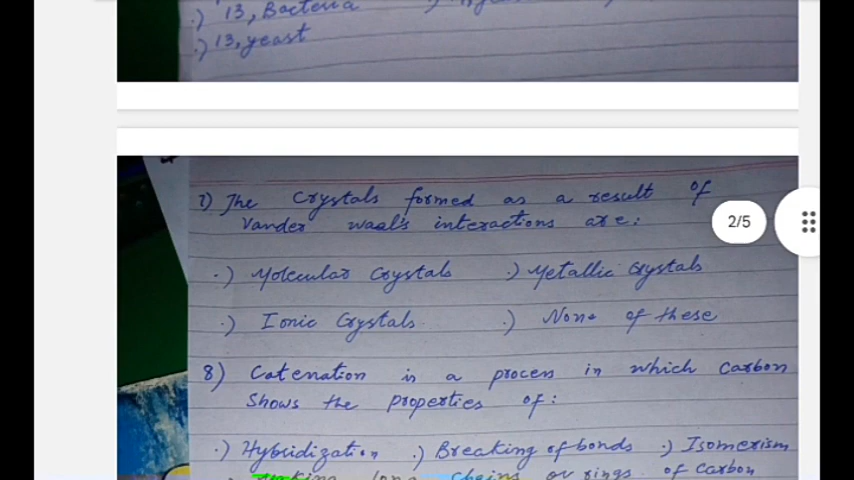 .) 13, Bacteria
.) 13, yeast
7) The Crystals formed as a result of
Vander waal's interactions are:
.) Molecular Crystals .) Metallic Crystals
.) Ionic Crystals. .) None of these
2/5
8) Catenation is a process in which Carbon
Shows the properties of:
.) Hybridization .) Breaking of bonds .) Isomerism
long chains or rings of Carbon